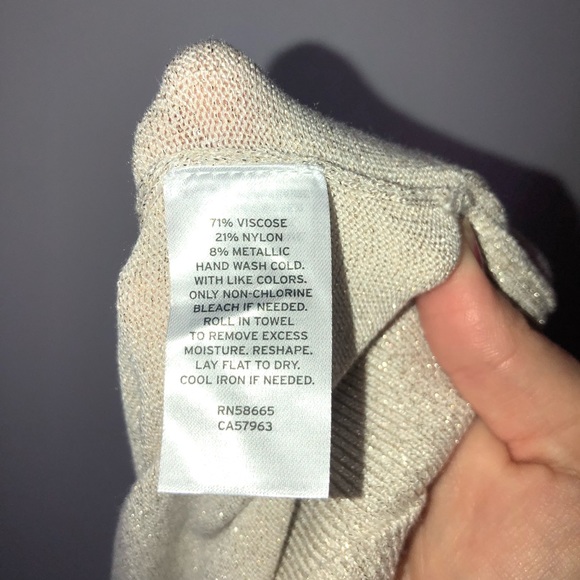 71% VISCOSE
21% NYLON
8% METALLIC
HAND WASH COLD.
WITH LIKE COLORS.
ONLY NON-CHLORINE
BLEACH IF NEEDED.
ROLL IN TOWEL
TO REMOVE EXCESS
MOISTURE. RESHAPE.
LAY FLAT TO DRY.
COOL IRON IF NEEDED.
RN58665
CA57963